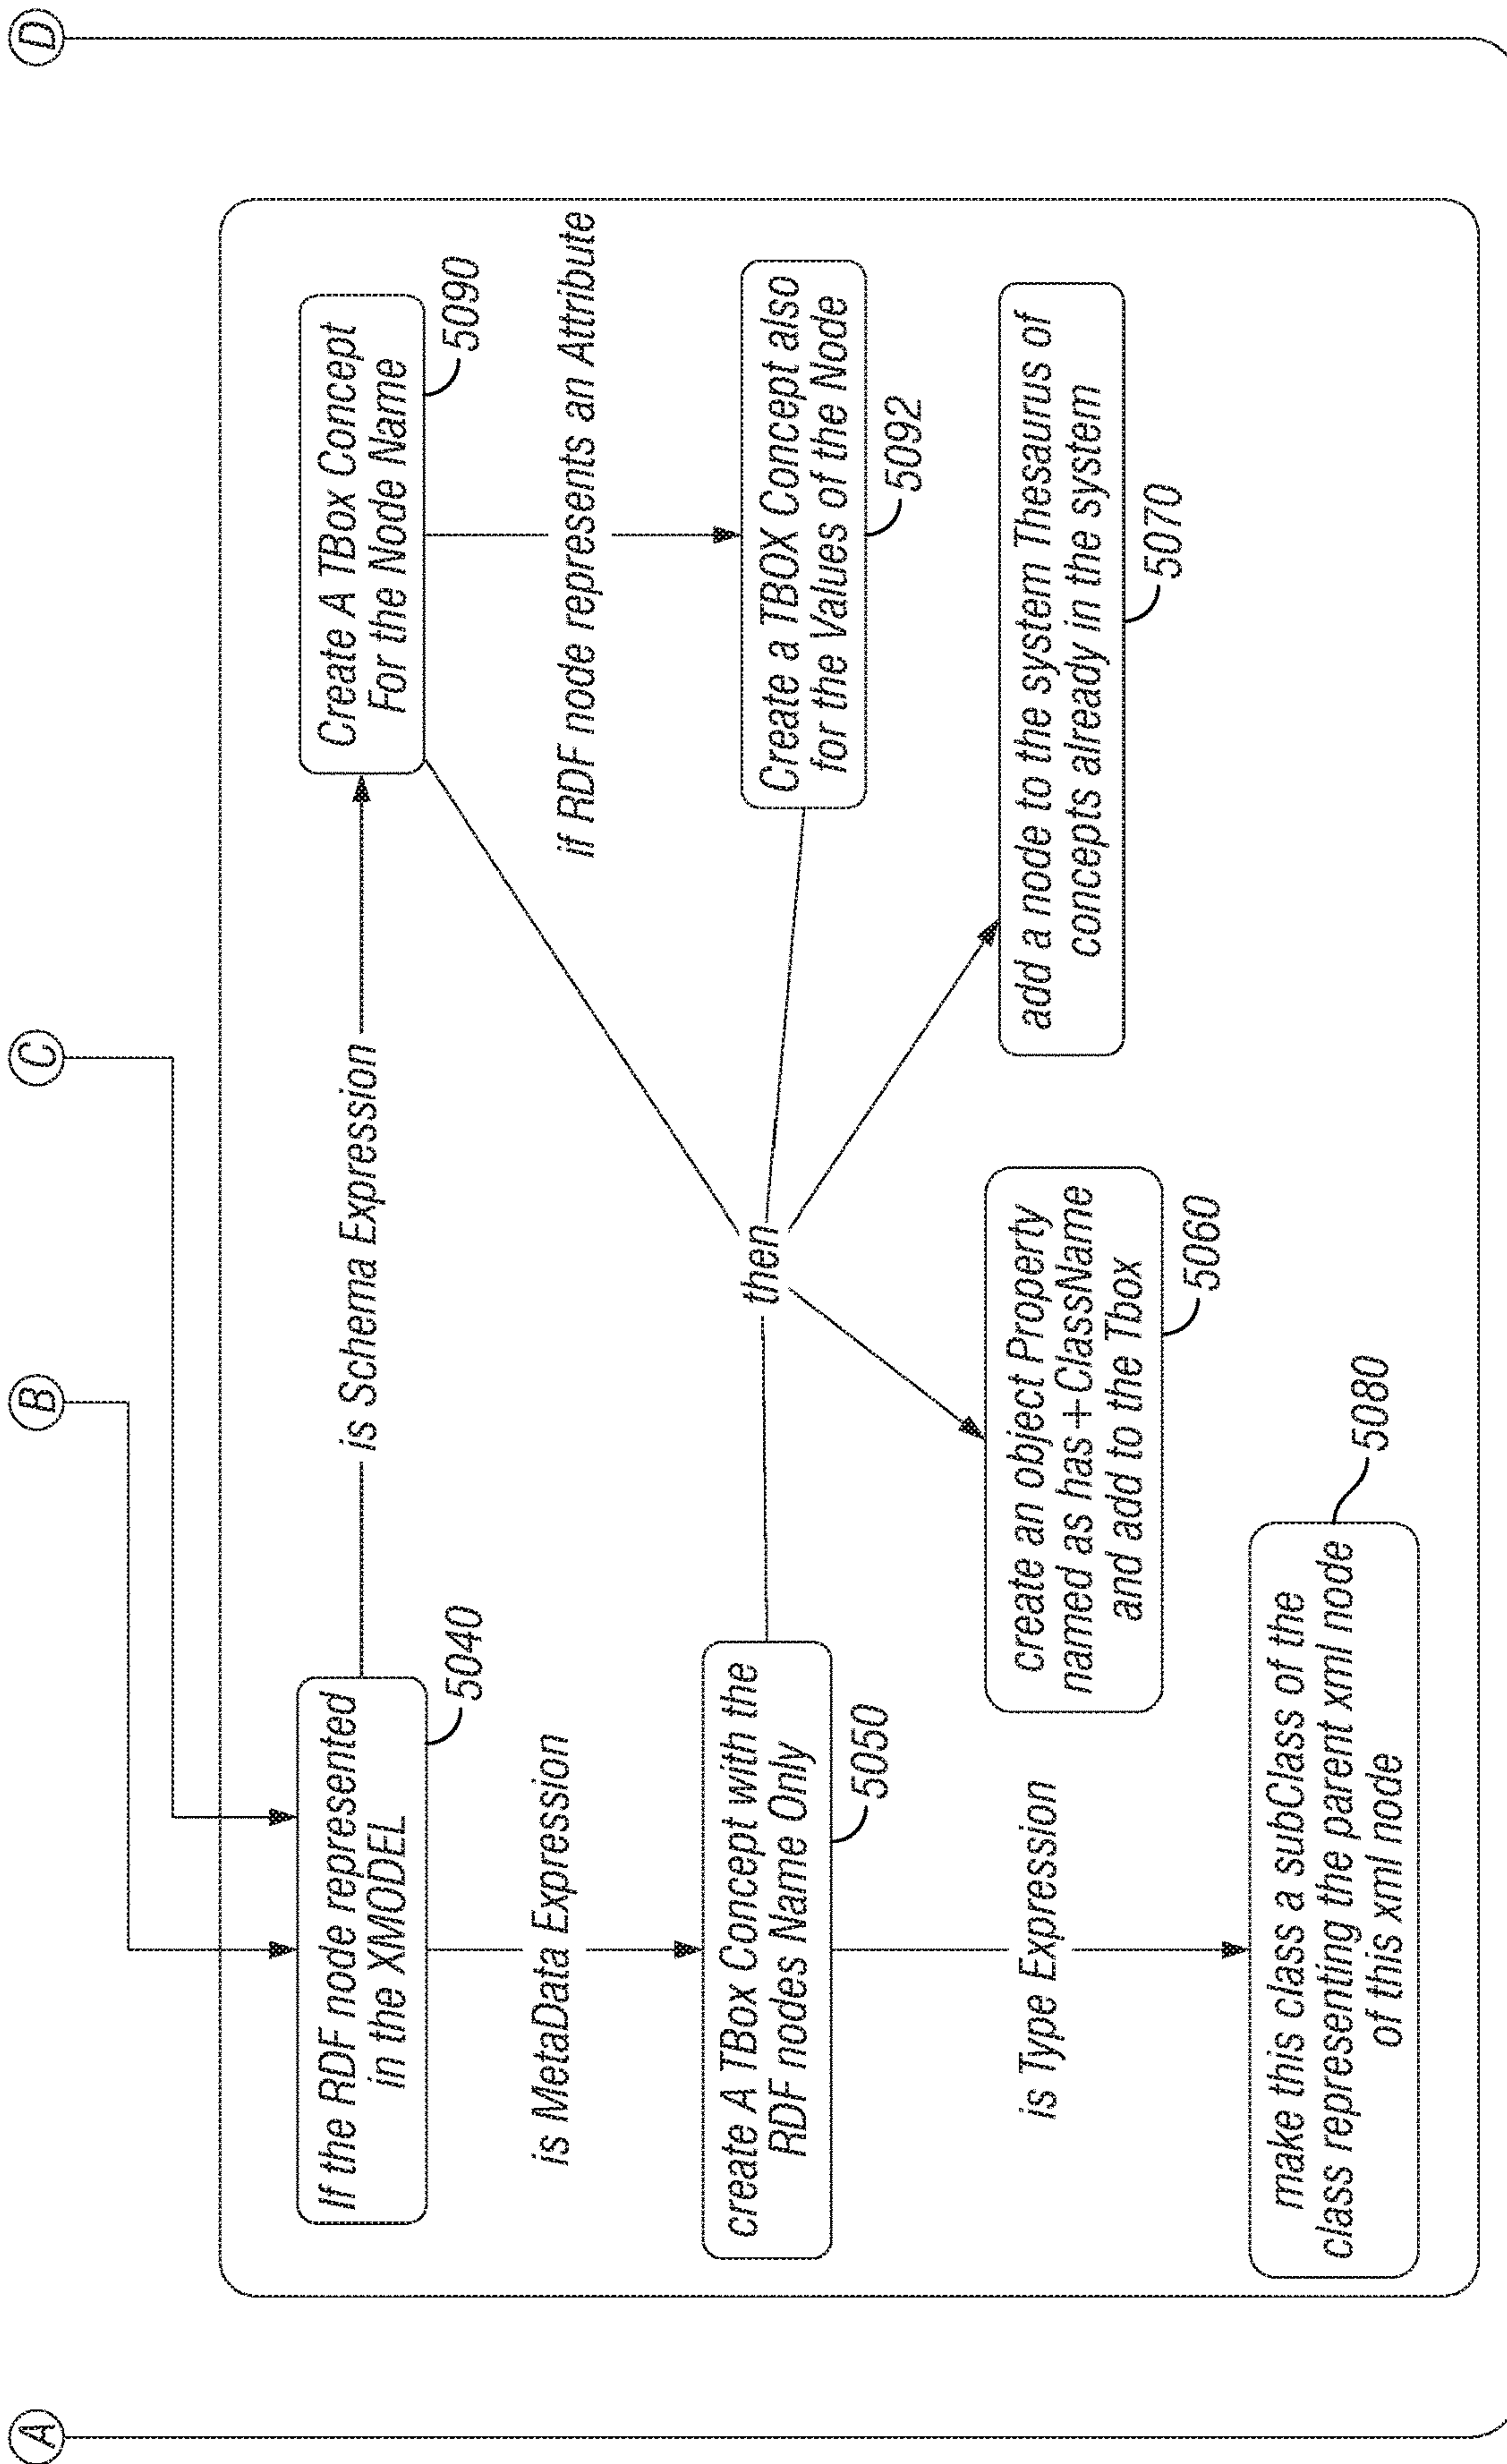 A
B
C
D
If the RDF node represented
in the XMODEL
5040
is Schema Expression
Create A TBox Concept
For the Node Name
5090
is MetaData Expression
if RDF node represents an Attribute
create A TBox Concept with the
RDF nodes Name Only
5050
then
Create a TBOX Concept also
for the Values of the Node
5092
is Type Expression
create an object Property
named as has+ClassName
and add to the Tbox
5060
add a node to the system Thesaurus of
concepts already in the system
5070
make this class a subClass of the
class representing the parent xml node
of this xml node
5080